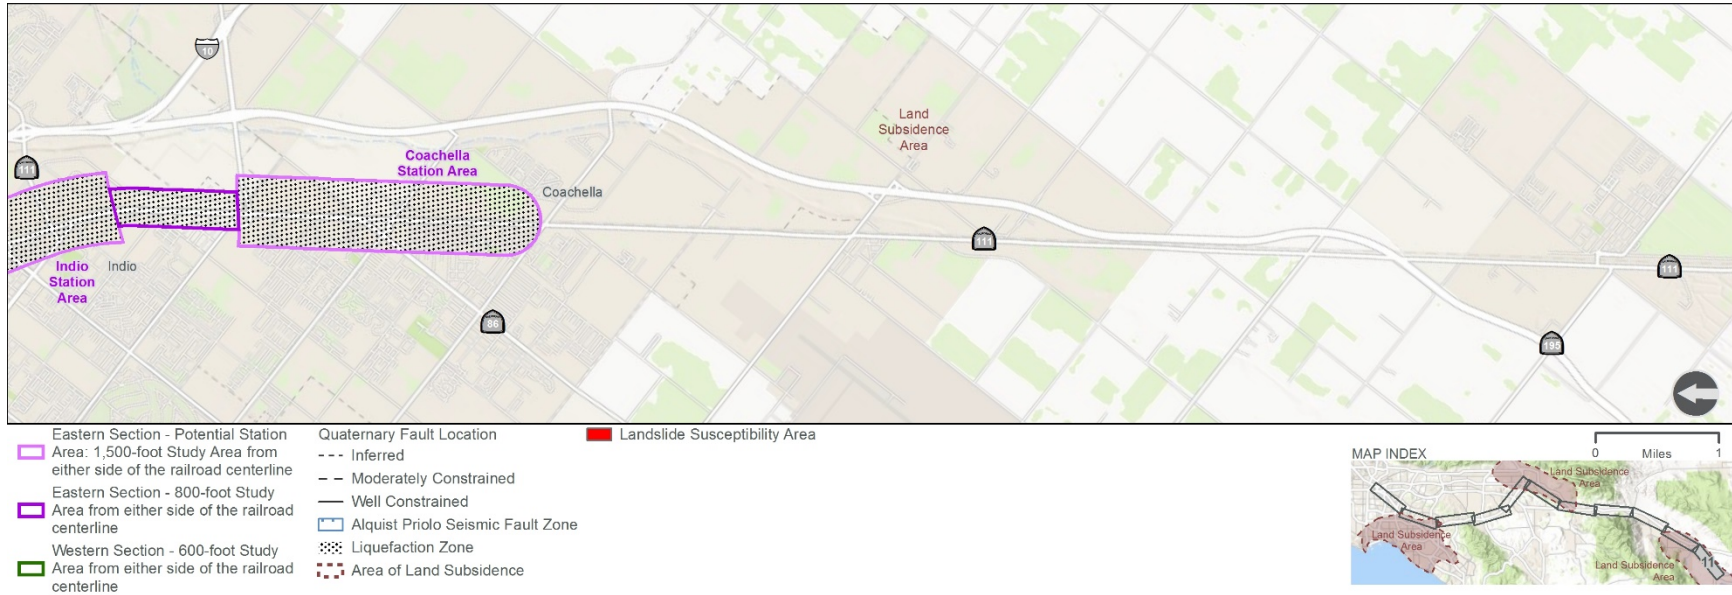 10
Land
Subsidence
Area
111
Coachella
Station Area
Coachella
Indio
Station
Area
Indio
111
111
86
195
Eastern Section - Potential Station
Area: 1,500-foot Study Area from
either side of the railroad centerline
Eastern Section - 800-foot Study
Area from either side of the railroad
centerline
Western Section - 600-foot Study
Area from either side of the railroad
centerline
Quaternary Fault Location
Inferred
Moderately Constrained
Well Constrained
Alquist Priolo Seismic Fault Zone
Liquefaction Zone
Area of Land Subsidence
Landslide Susceptibility Area
0 Miles 1
MAP INDEX
Land Subsidence
Area
Land Subsidence
Area
Land Subsidence
Area
11